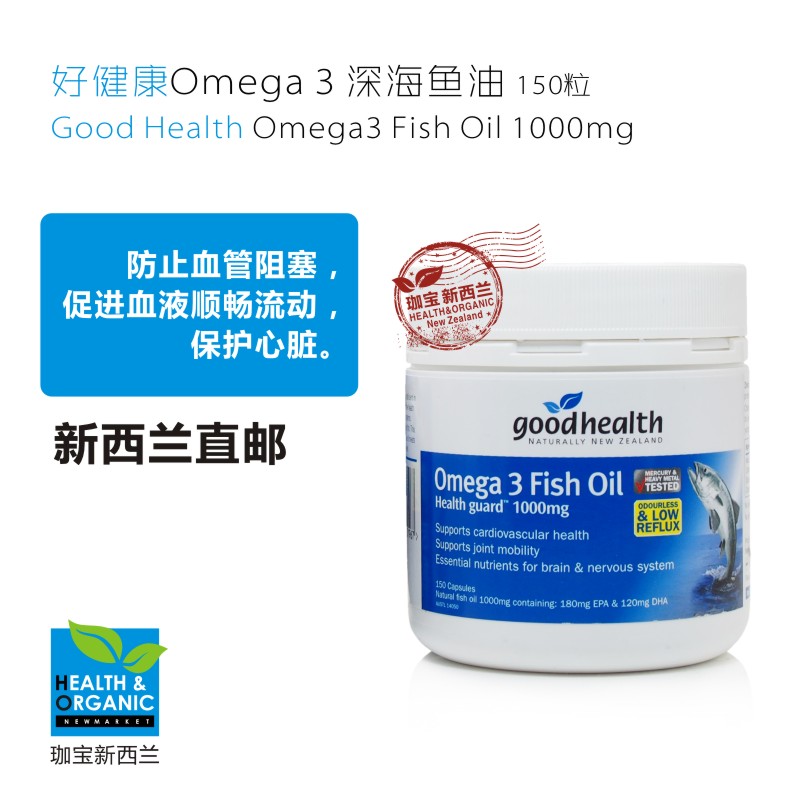 好健康Omega 3 深海鱼油 150粒
Good Health Omega3 Fish Oil 1000mg
防止血管阻塞，
促进血液顺畅流动，
保护心脏。
新西兰直邮
珈宝新西兰
HEALTH&ORGANIC
New Zealand
goodhealth
NATURALLY NEW ZEALAND
Omega 3 Fish Oil
Health guard™ 1000mg
MERCURY &
HEAVY METAL
TESTED
ODOURLESS
& LOW
REFLUX
Supports cardiovascular health
Supports joint mobility
Essential nutrients for brain & nervous system
150 Capsules
Natural fish oil 1000mg containing: 180mg EPA & 120mg DHA
HEALTH &
ORGANIC
NEWMARKET
珈宝新西兰